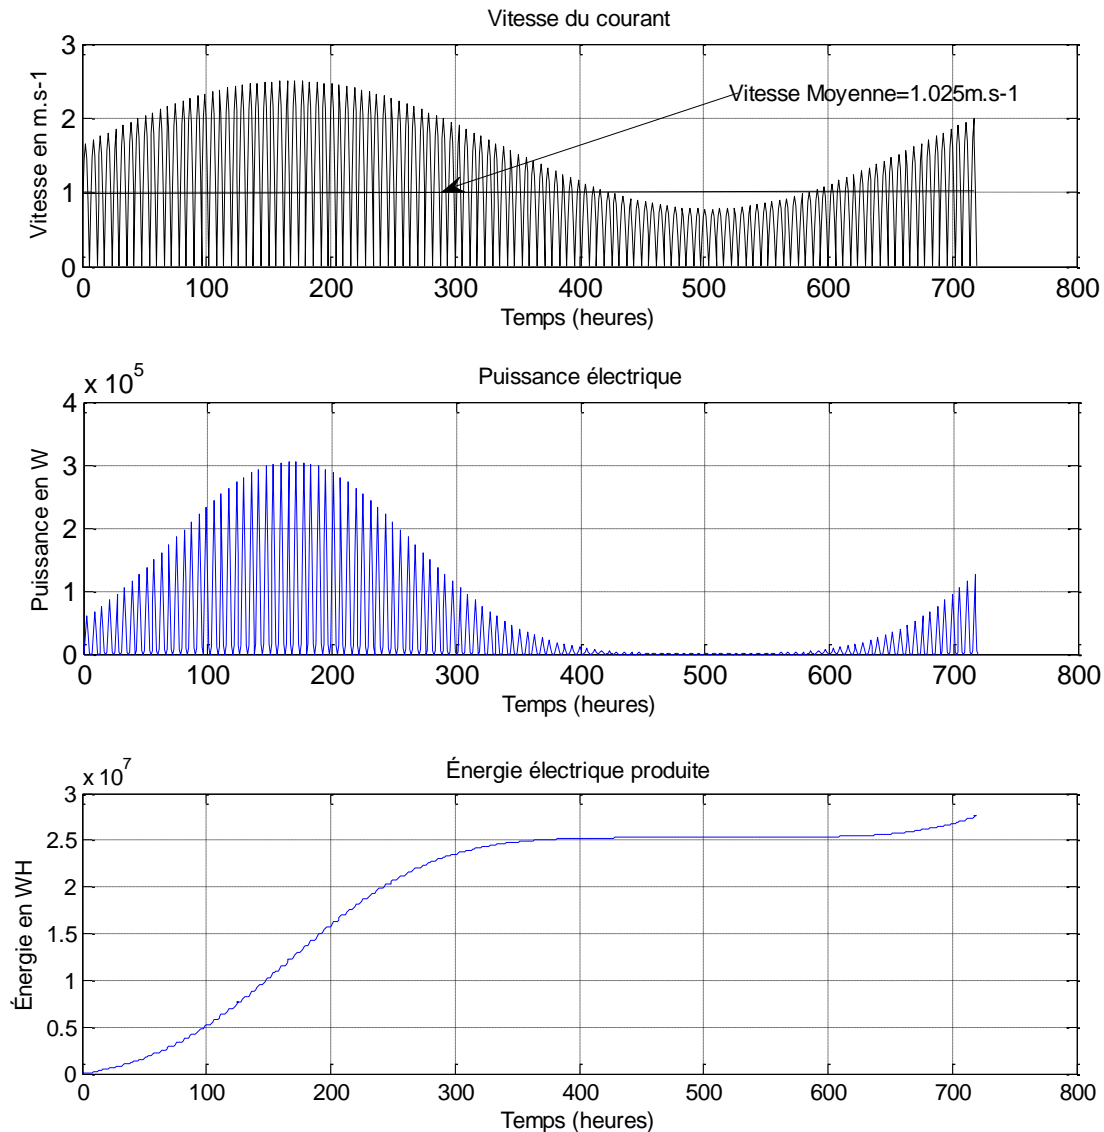 Vitesse du courant
Vitesse en m.s-1
3
2
1
0
Vitesse Moyenne=1.025m.s-1
0 100 200 300 400 500 600 700 800
Temps (heures)
Puissance électrique
x 10^5
Puissance en W
4
3
2
1
0
0 100 200 300 400 500 600 700 800
Temps (heures)
Énergie électrique produite
x 10^7
Énergie en WH
3
2.5
2
1.5
1
0.5
0
0 100 200 300 400 500 600 700 800
Temps (heures)